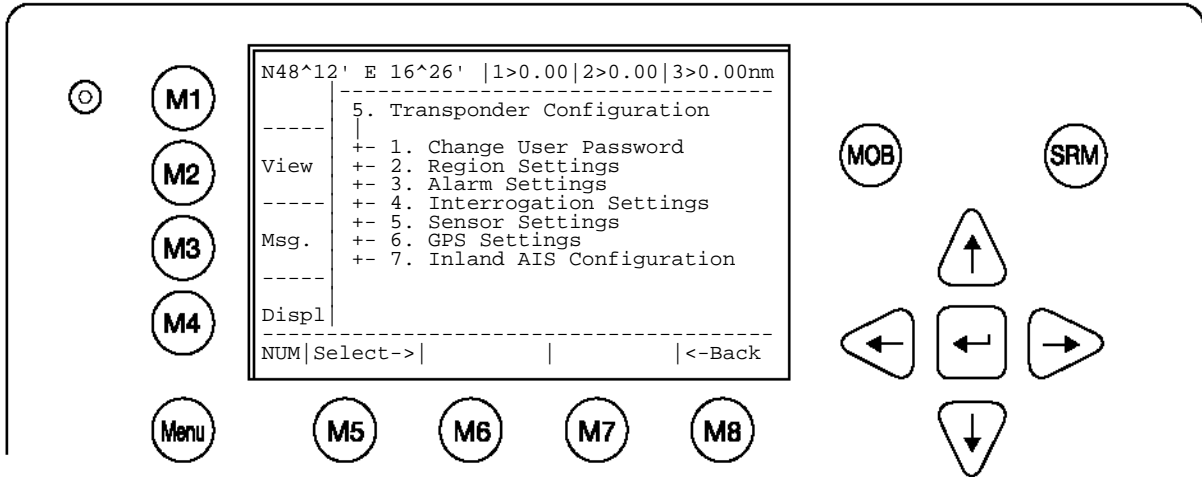 N48^12' E 16^26' |1>0.00|2>0.00|3>0.00nm
5. Transponder Configuration
+- 1. Change User Password
View
+- 2. Region Settings
+- 3. Alarm Settings
+- 4. Interrogation Settings
+- 5. Sensor Settings
Msg.
+- 6. GPS Settings
+- 7. Inland AIS Configuration
Displ
NUM|Select->| | |<-Back
M1
M2
M3
M4
Menu
M5
M6
M7
M8
MOB
SRM